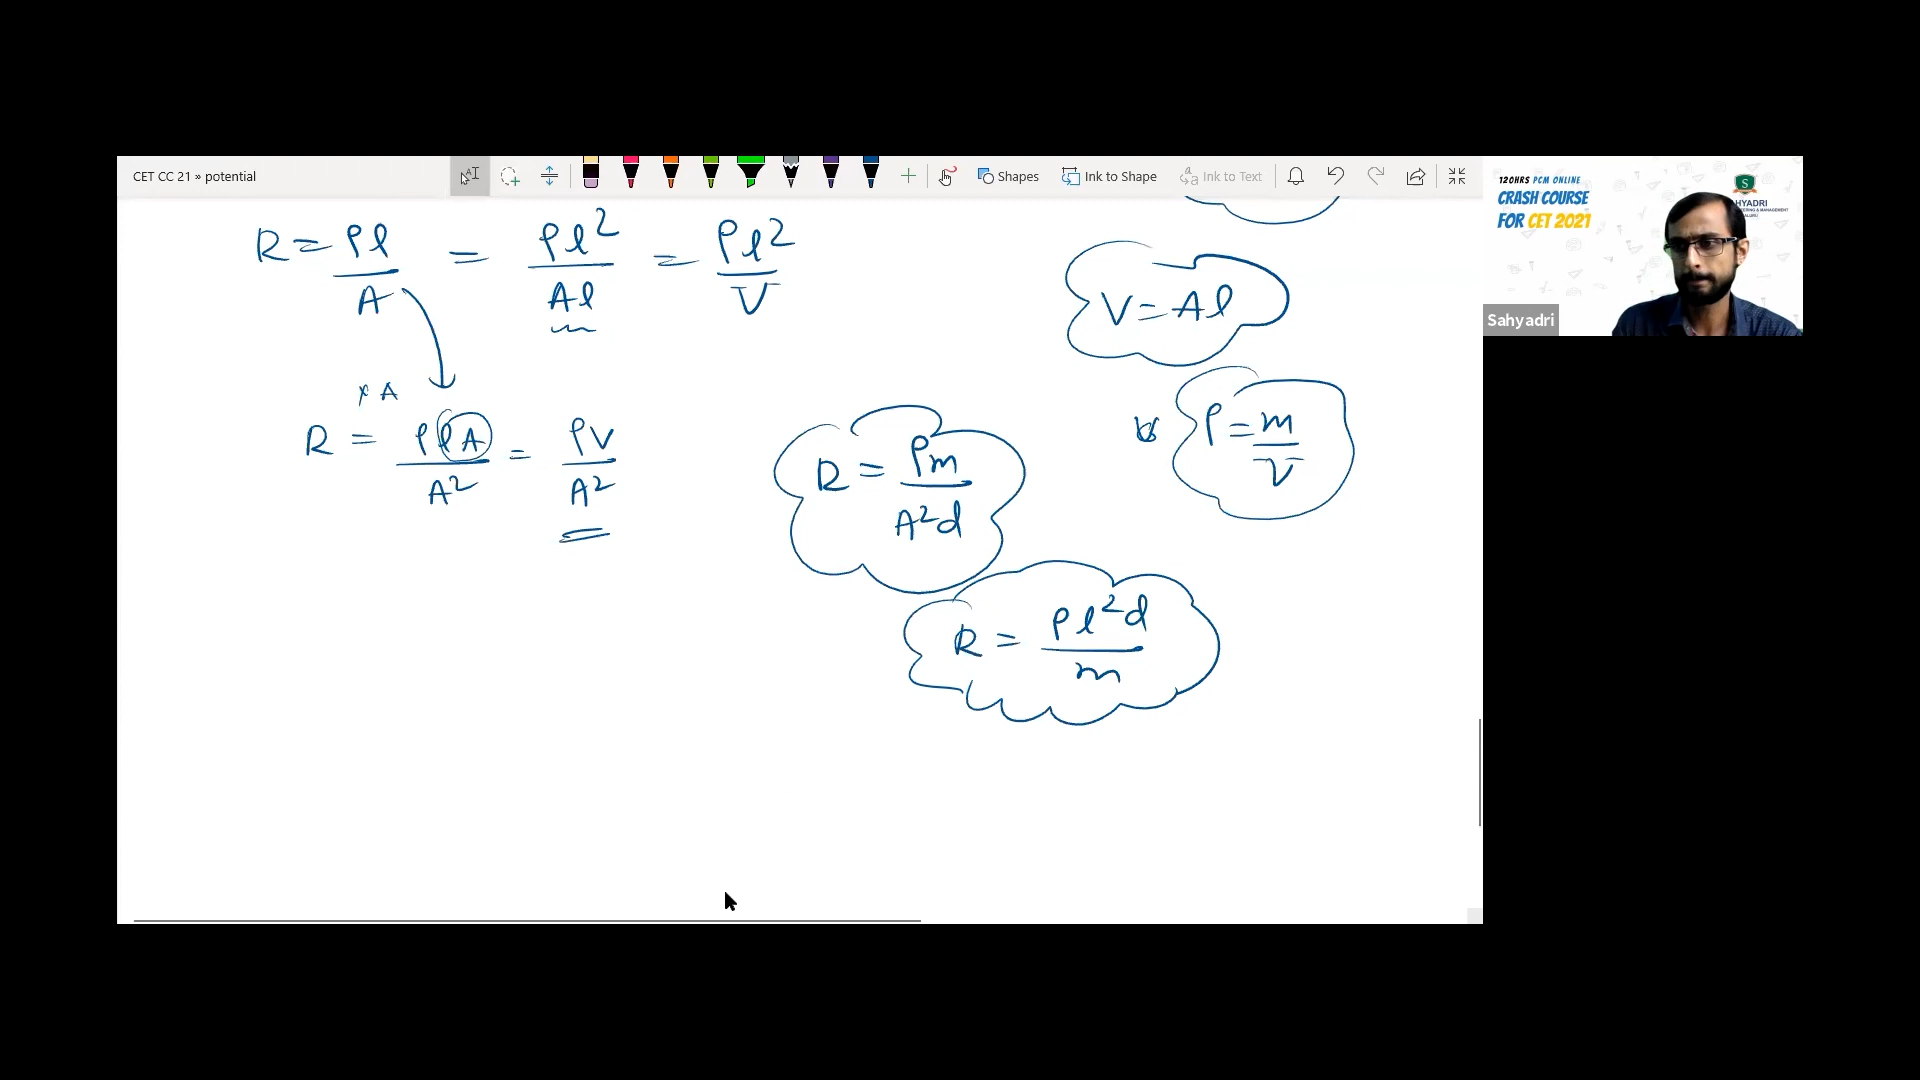 CET CC 21 » potential
Shapes
Ink to Shape
Ink to Text
120HRS PCM ONLINE
CRASH COURSE
FOR CET 2021
Sahyadri
R = ρl/A = ρl²/Al = ρl²/V
V = Al
× A
R = ρlA/A² = ρV/A²
ρ = m/V
R = ρm/A²d
R = ρl²d/m